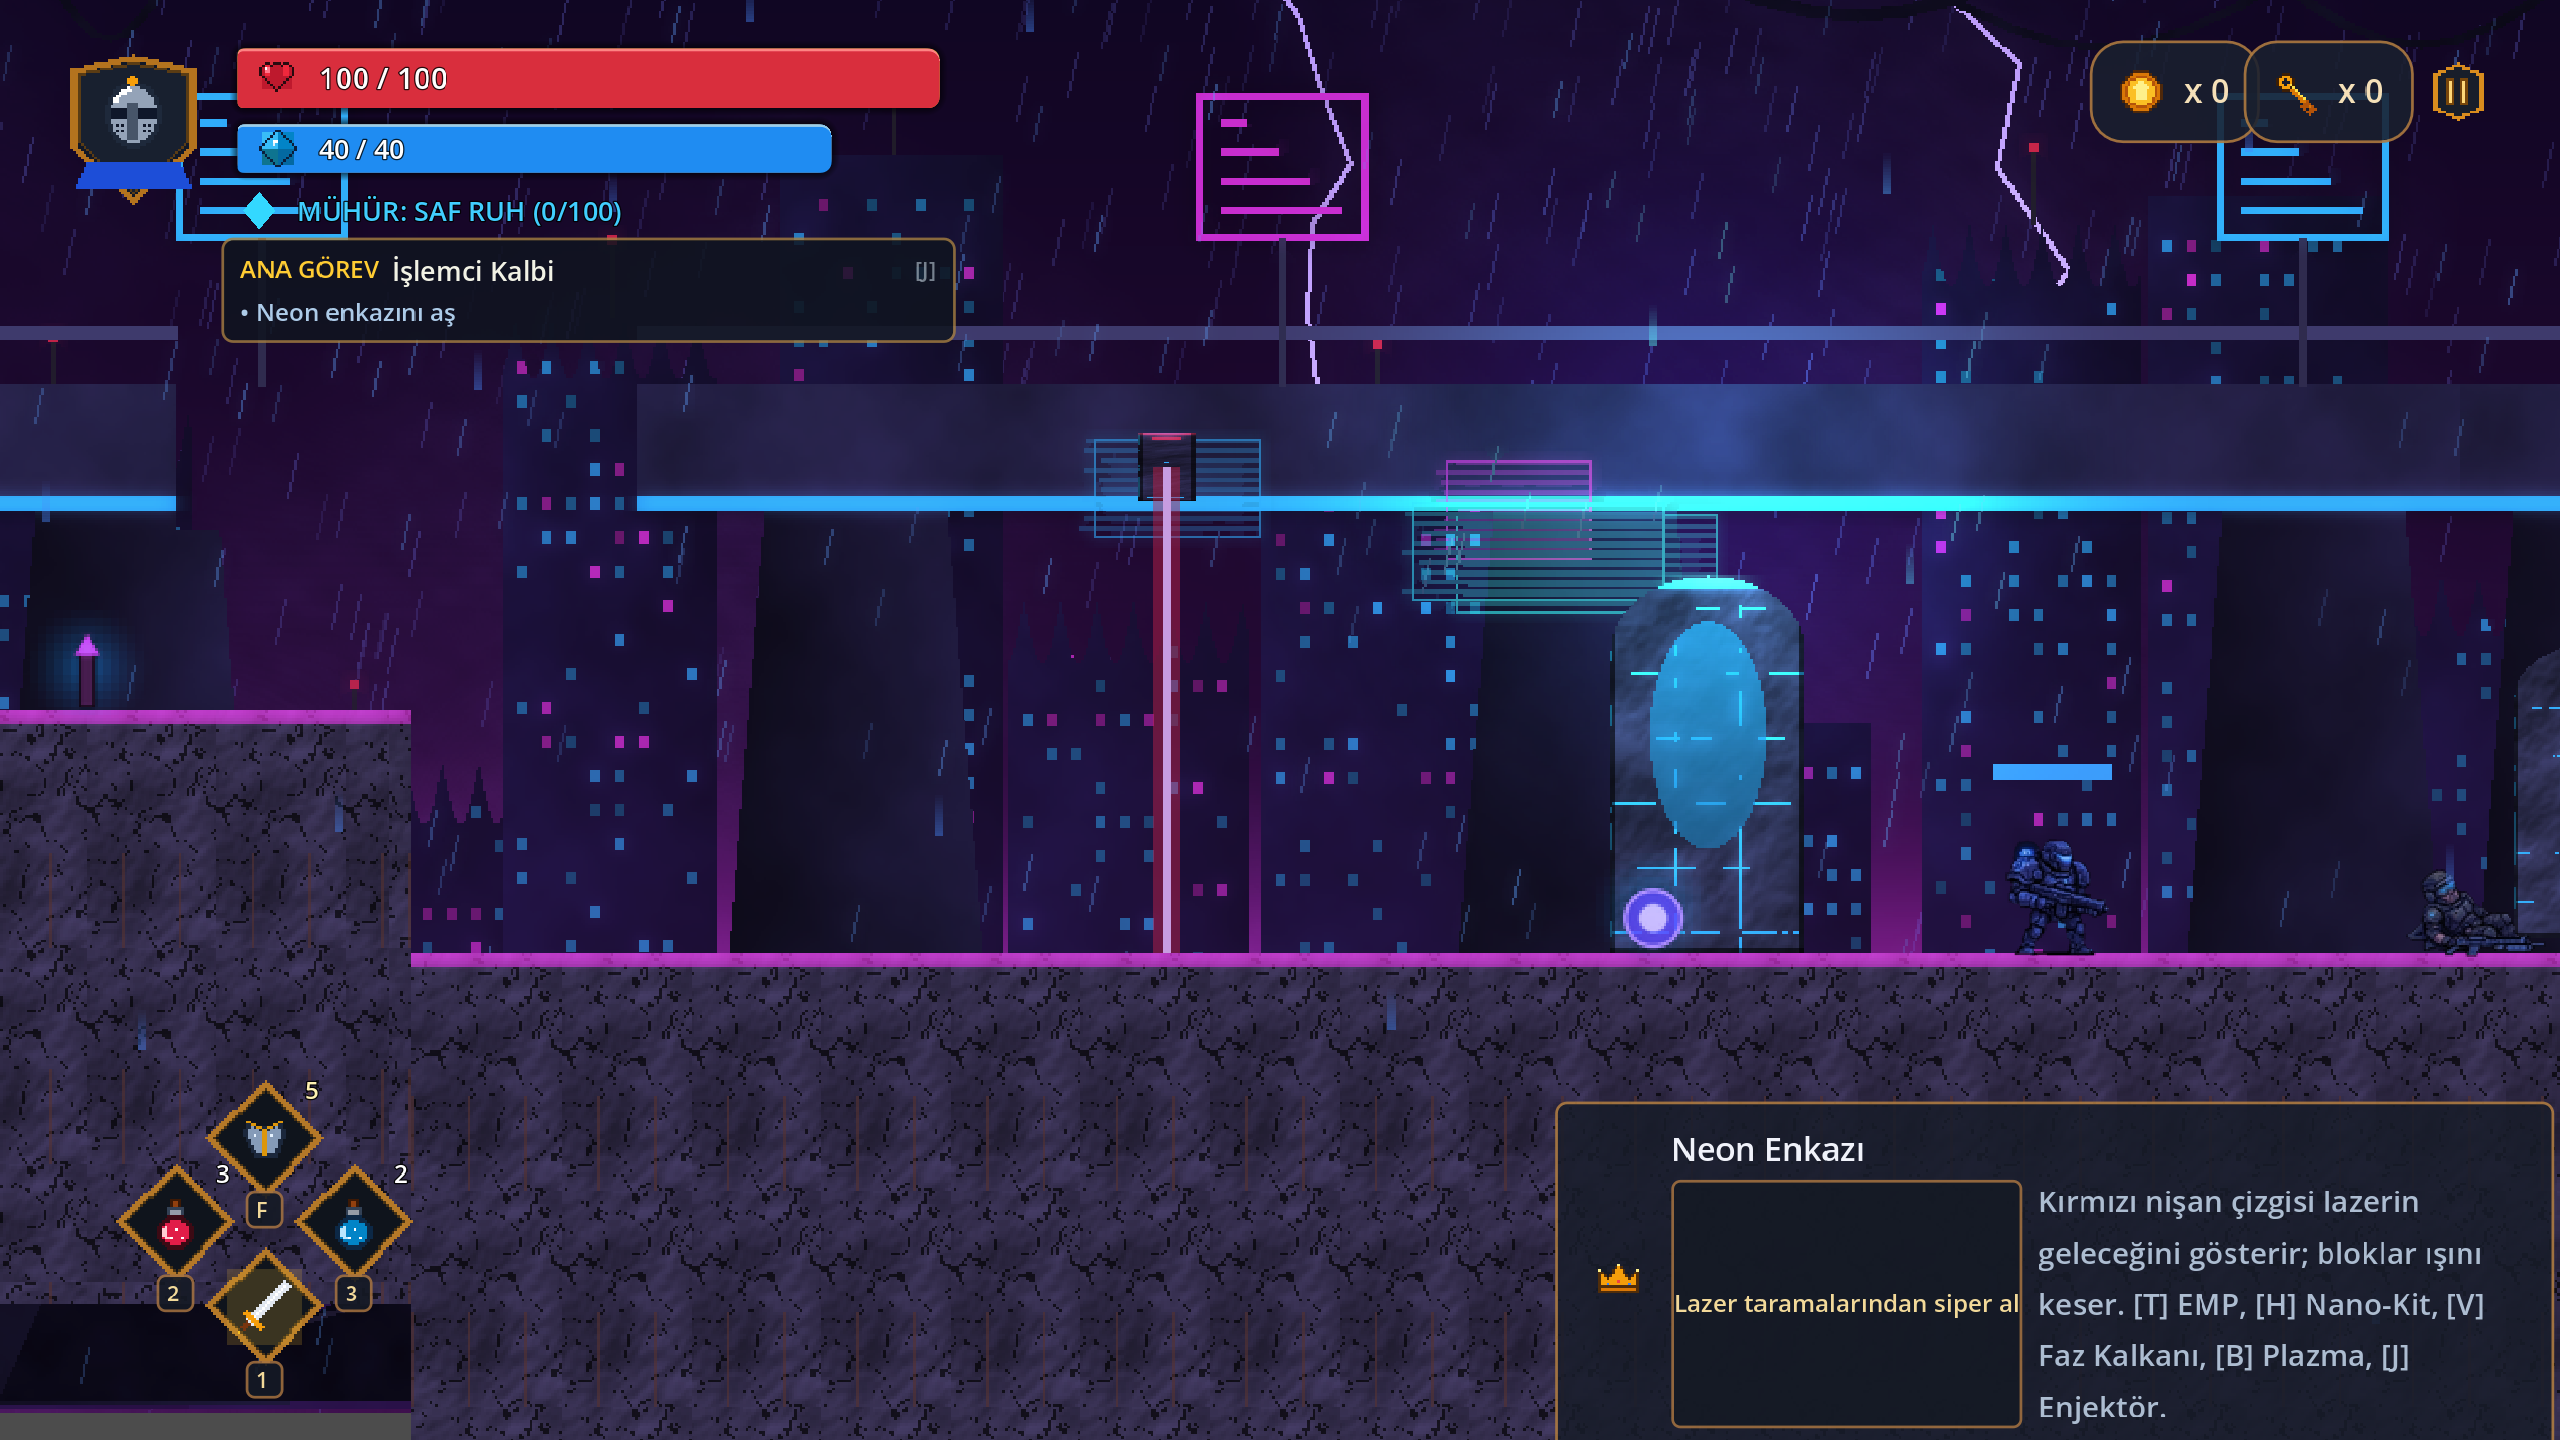 100 / 100
x 0
x 0
40 / 40
MÜHÜR: SAF RUH (0/100)
ANA GÖREV İşlemci Kalbi [J]
• Neon enkazını aş
5
3
2
F
2
3
1
Neon Enkazı
Lazer taramalarından siper al
Kırmızı nişan çizgisi lazerin
geleceğini gösterir; bloklar ışını
keser. [T] EMP, [H] Nano-Kit, [V]
Faz Kalkanı, [B] Plazma, [J]
Enjektör.